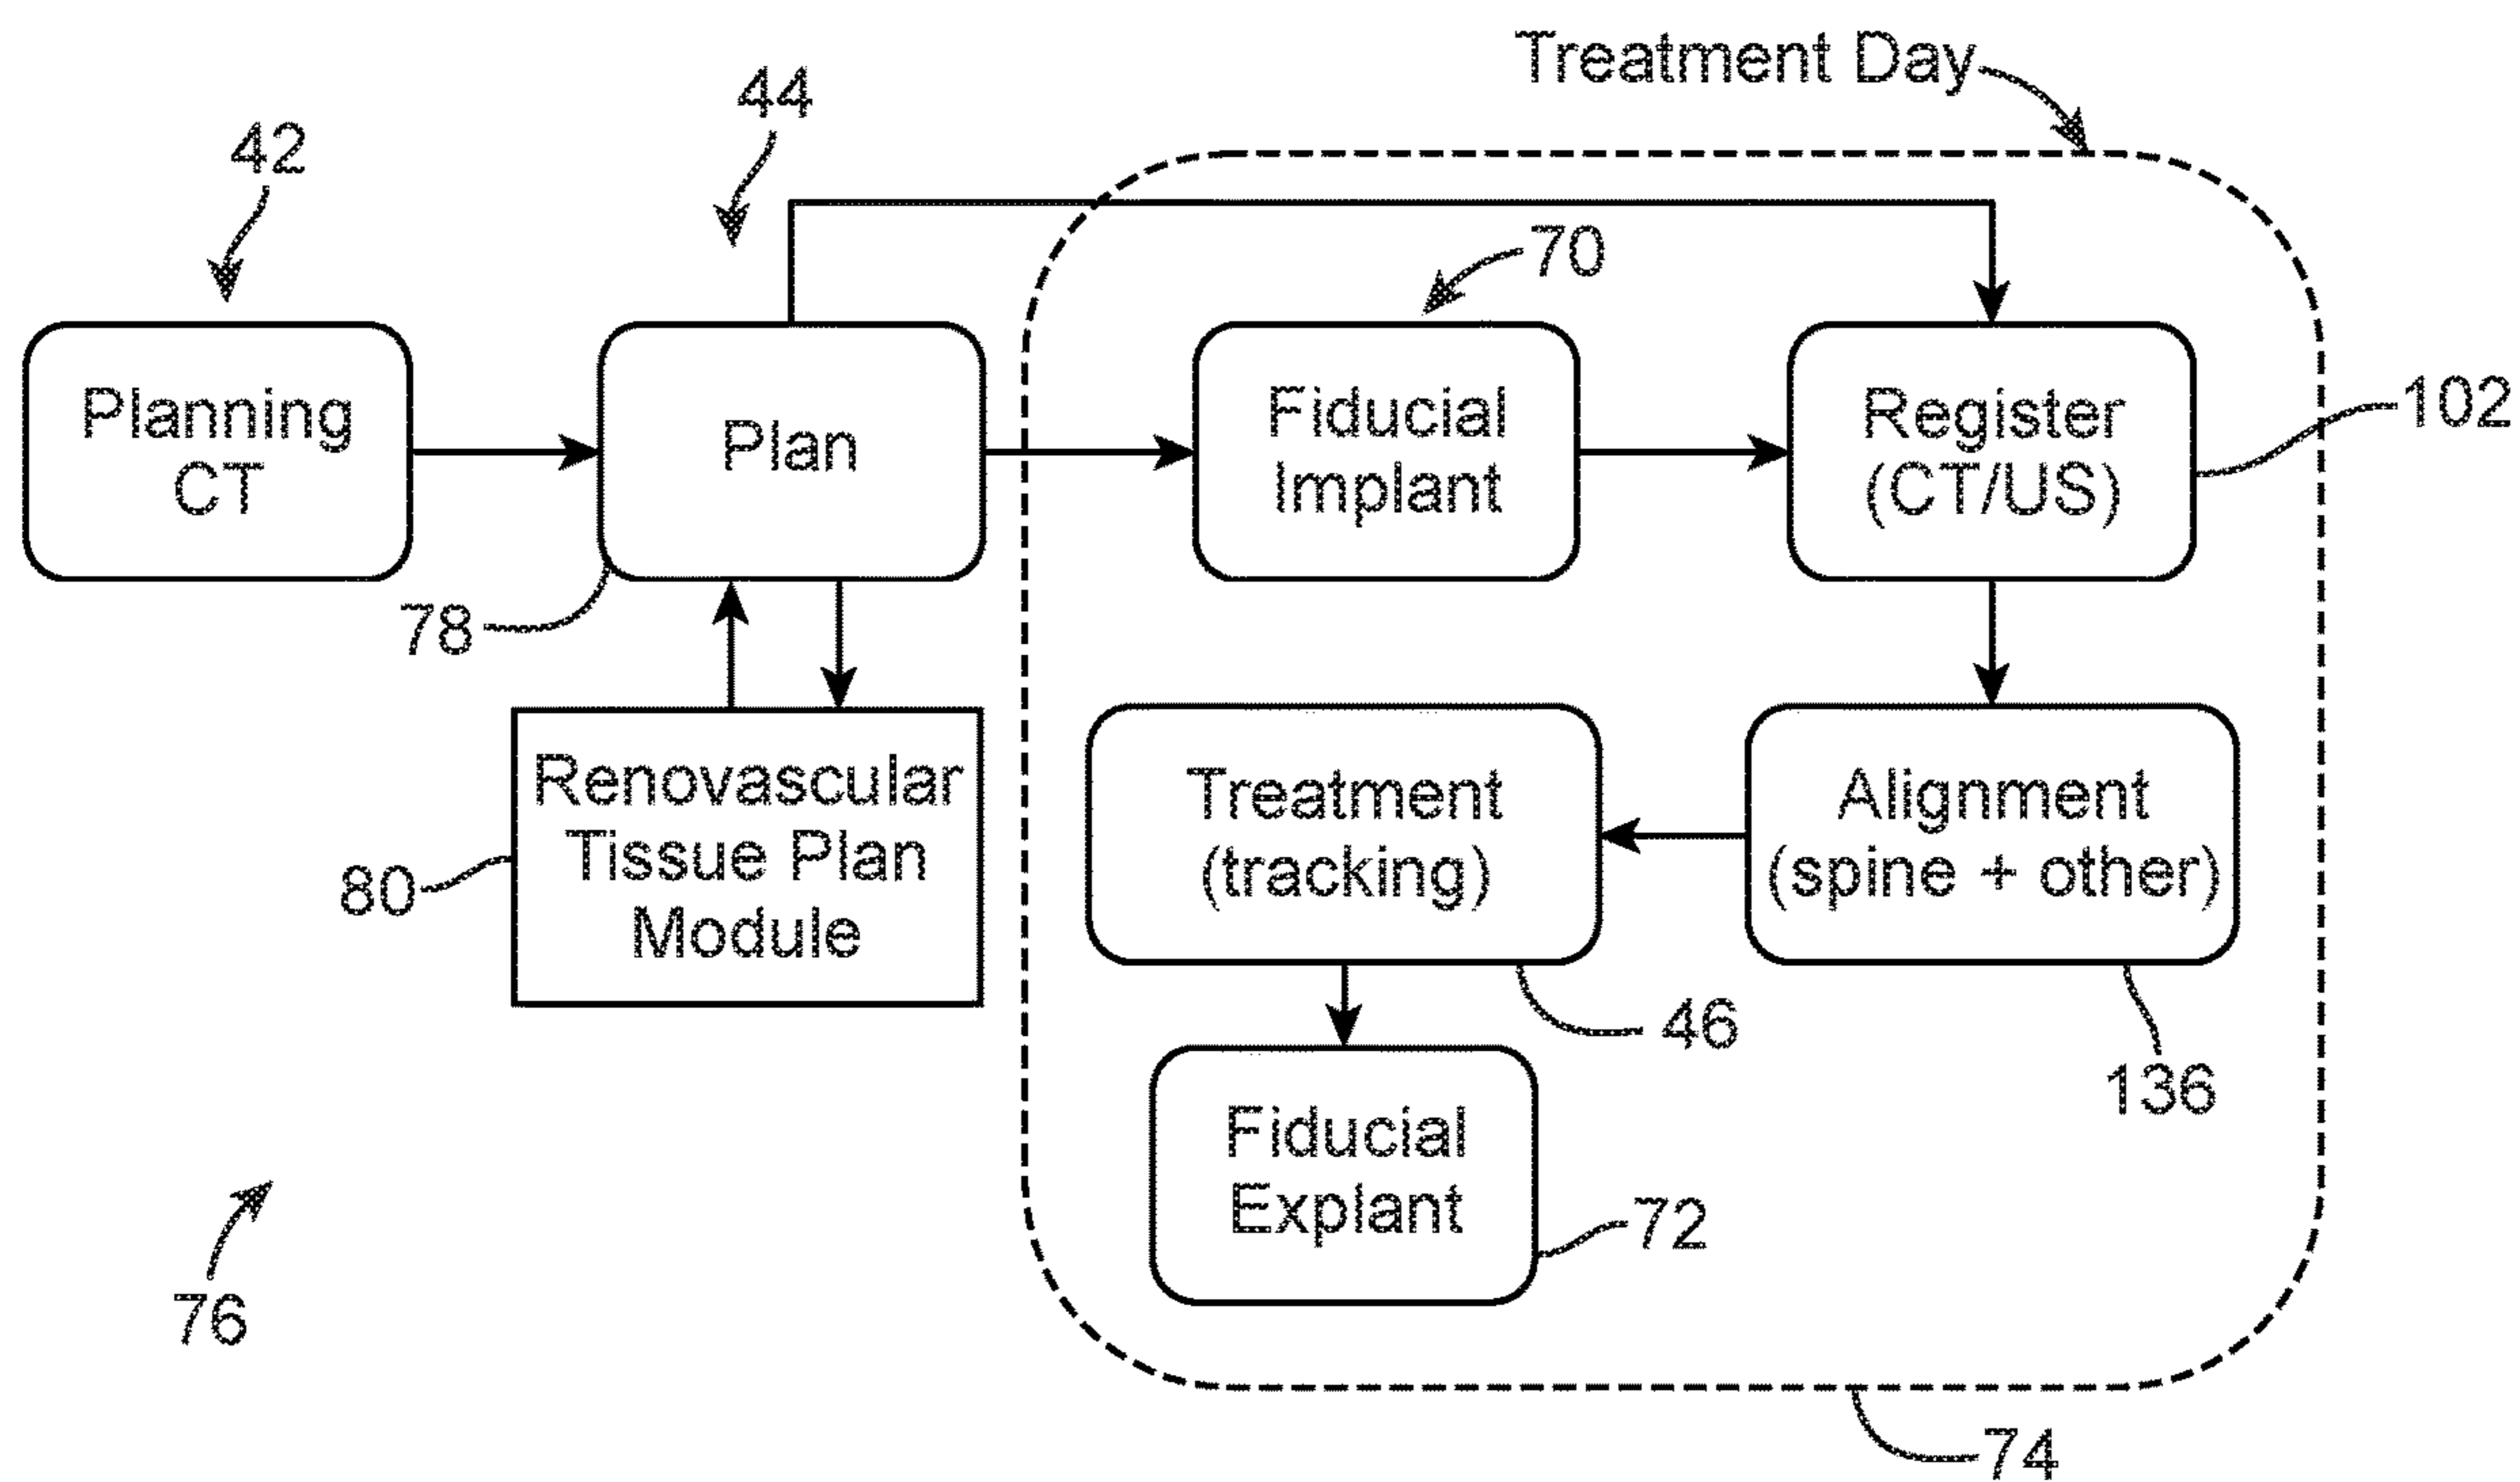 Treatment Day
44
42
70
Planning
CT
Plan
Fiducial
Implant
Register
(CT/US)
102
78
Renovascular
Tissue Plan
Module
80
Treatment
(tracking)
Alignment
(spine + other)
46
136
Fiducial
Explant
72
76
74